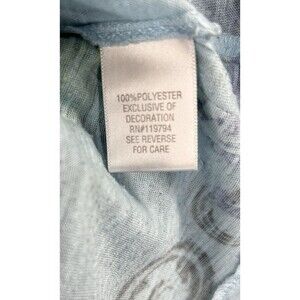 100%POLYESTER
EXCLUSIVE OF
DECORATION
RN#119794
SEE REVERSE
FOR CARE